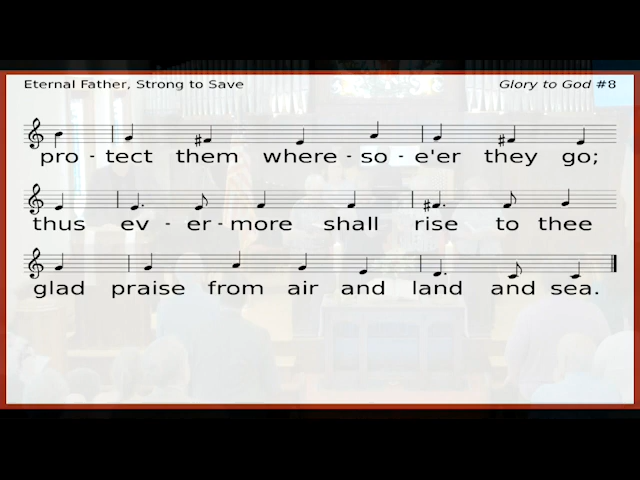 Eternal Father, Strong to Save
Glory to God #8
pro - tect them where - so - e'er they go;
thus ev - er - more shall rise to thee
glad praise from air and land and sea.